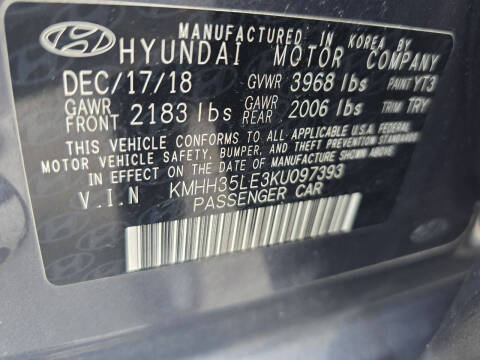 MANUFACTURED IN KOREA BY
HYUNDAI MOTOR COMPANY
DEC/17/18 GVWR 3968 lbs PAINT YT3
GAWR FRONT 2183 lbs GAWR REAR 2006 lbs TRIM TRY
THIS VEHICLE CONFORMS TO ALL APPLICABLE U.S.A. FEDERAL
MOTOR VEHICLE SAFETY, BUMPER, AND THEFT PREVENTION STANDARDS
IN EFFECT ON THE DATE OF MANUFACTURE SHOWN ABOVE.
V.I.N KMHH35LE3KU097393
PASSENGER CAR